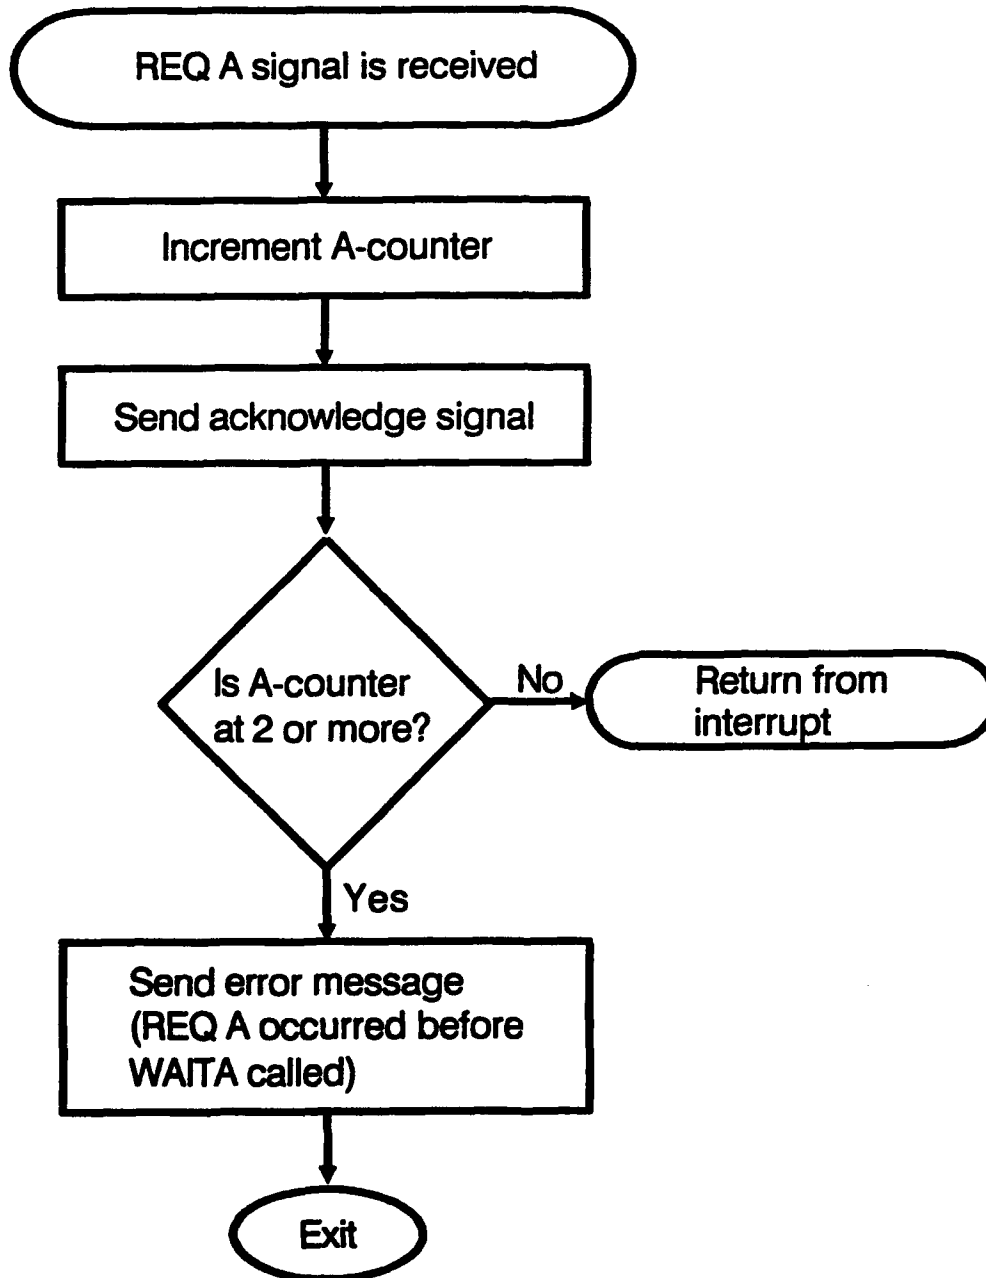 REQ A signal is received
Increment A-counter
Send acknowledge signal
Is A-counter
at 2 or more?
No
Return from
interrupt
Yes
Send error message
(REQ A occurred before
WAITA called)
Exit